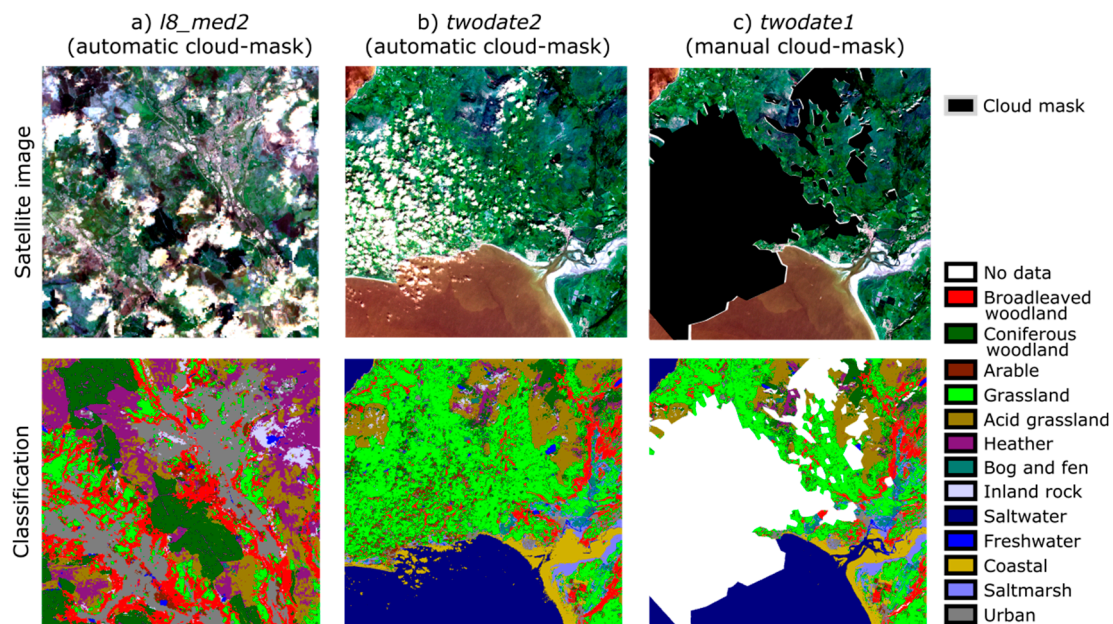 a) l8_med2
(automatic cloud-mask)
b) twodate2
(automatic cloud-mask)
c) twodate1
(manual cloud-mask)
Satellite image
Classification
Cloud mask
No data
Broadleaved
woodland
Coniferous
woodland
Arable
Grassland
Acid grassland
Heather
Bog and fen
Inland rock
Saltwater
Freshwater
Coastal
Saltmarsh
Urban